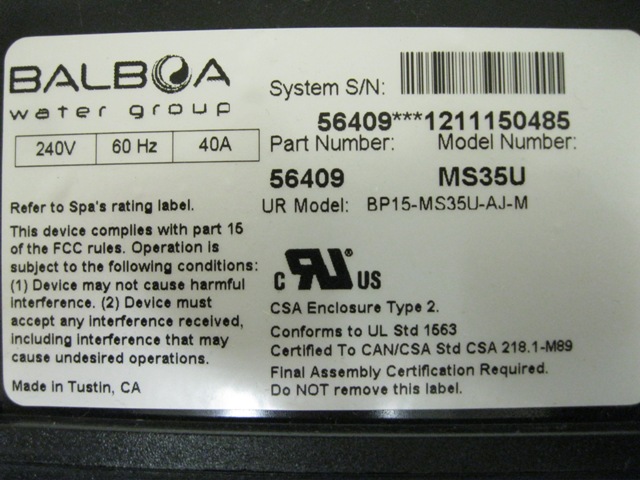 BALBOA
water group
240V 60 Hz 40A
Refer to Spa's rating label.
This device complies with part 15
of the FCC rules. Operation is
subject to the following conditions:
(1) Device may not cause harmful
interference. (2) Device must
accept any interference received,
including interference that may
cause undesired operations.
Made in Tustin, CA
System S/N:
56409***1211150485
Part Number: Model Number:
56409 MS35U
UR Model: BP15-MS35U-AJ-M
C RU US
CSA Enclosure Type 2.
Conforms to UL Std 1563
Certified To CAN/CSA Std CSA 218.1-M89
Final Assembly Certification Required.
Do NOT remove this label.